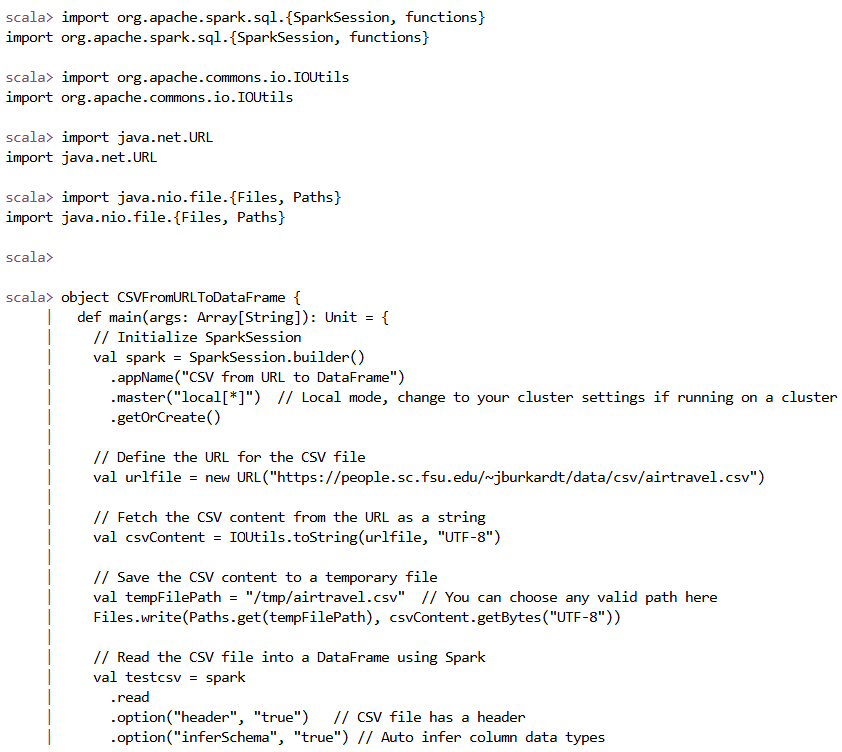 scala> import org.apache.spark.sql.{SparkSession, functions}
import org.apache.spark.sql.{SparkSession, functions}
scala> import org.apache.commons.io.IOUtils
import org.apache.commons.io.IOUtils
scala> import java.net.URL
import java.net.URL
scala> import java.nio.file.{Files, Paths}
import java.nio.file.{Files, Paths}
scala>
scala> object CSVFromURLToDataFrame {
     |   def main(args: Array[String]): Unit = {
     |     // Initialize SparkSession
     |     val spark = SparkSession.builder()
     |       .appName("CSV from URL to DataFrame")
     |       .master("local[*]")  // Local mode, change to your cluster settings if running on a cluster
     |       .getOrCreate()
     |
     |     // Define the URL for the CSV file
     |     val urlfile = new URL("https://people.sc.fsu.edu/~jburkardt/data/csv/airtravel.csv")
     |
     |     // Fetch the CSV content from the URL as a string
     |     val csvContent = IOUtils.toString(urlfile, "UTF-8")
     |
     |     // Save the CSV content to a temporary file
     |     val tempFilePath = "/tmp/airtravel.csv"  // You can choose any valid path here
     |     Files.write(Paths.get(tempFilePath), csvContent.getBytes("UTF-8"))
     |
     |     // Read the CSV file into a DataFrame using Spark
     |     val testcsv = spark
     |       .read
     |       .option("header", "true")   // CSV file has a header
     |       .option("inferSchema", "true") // Auto infer column data types